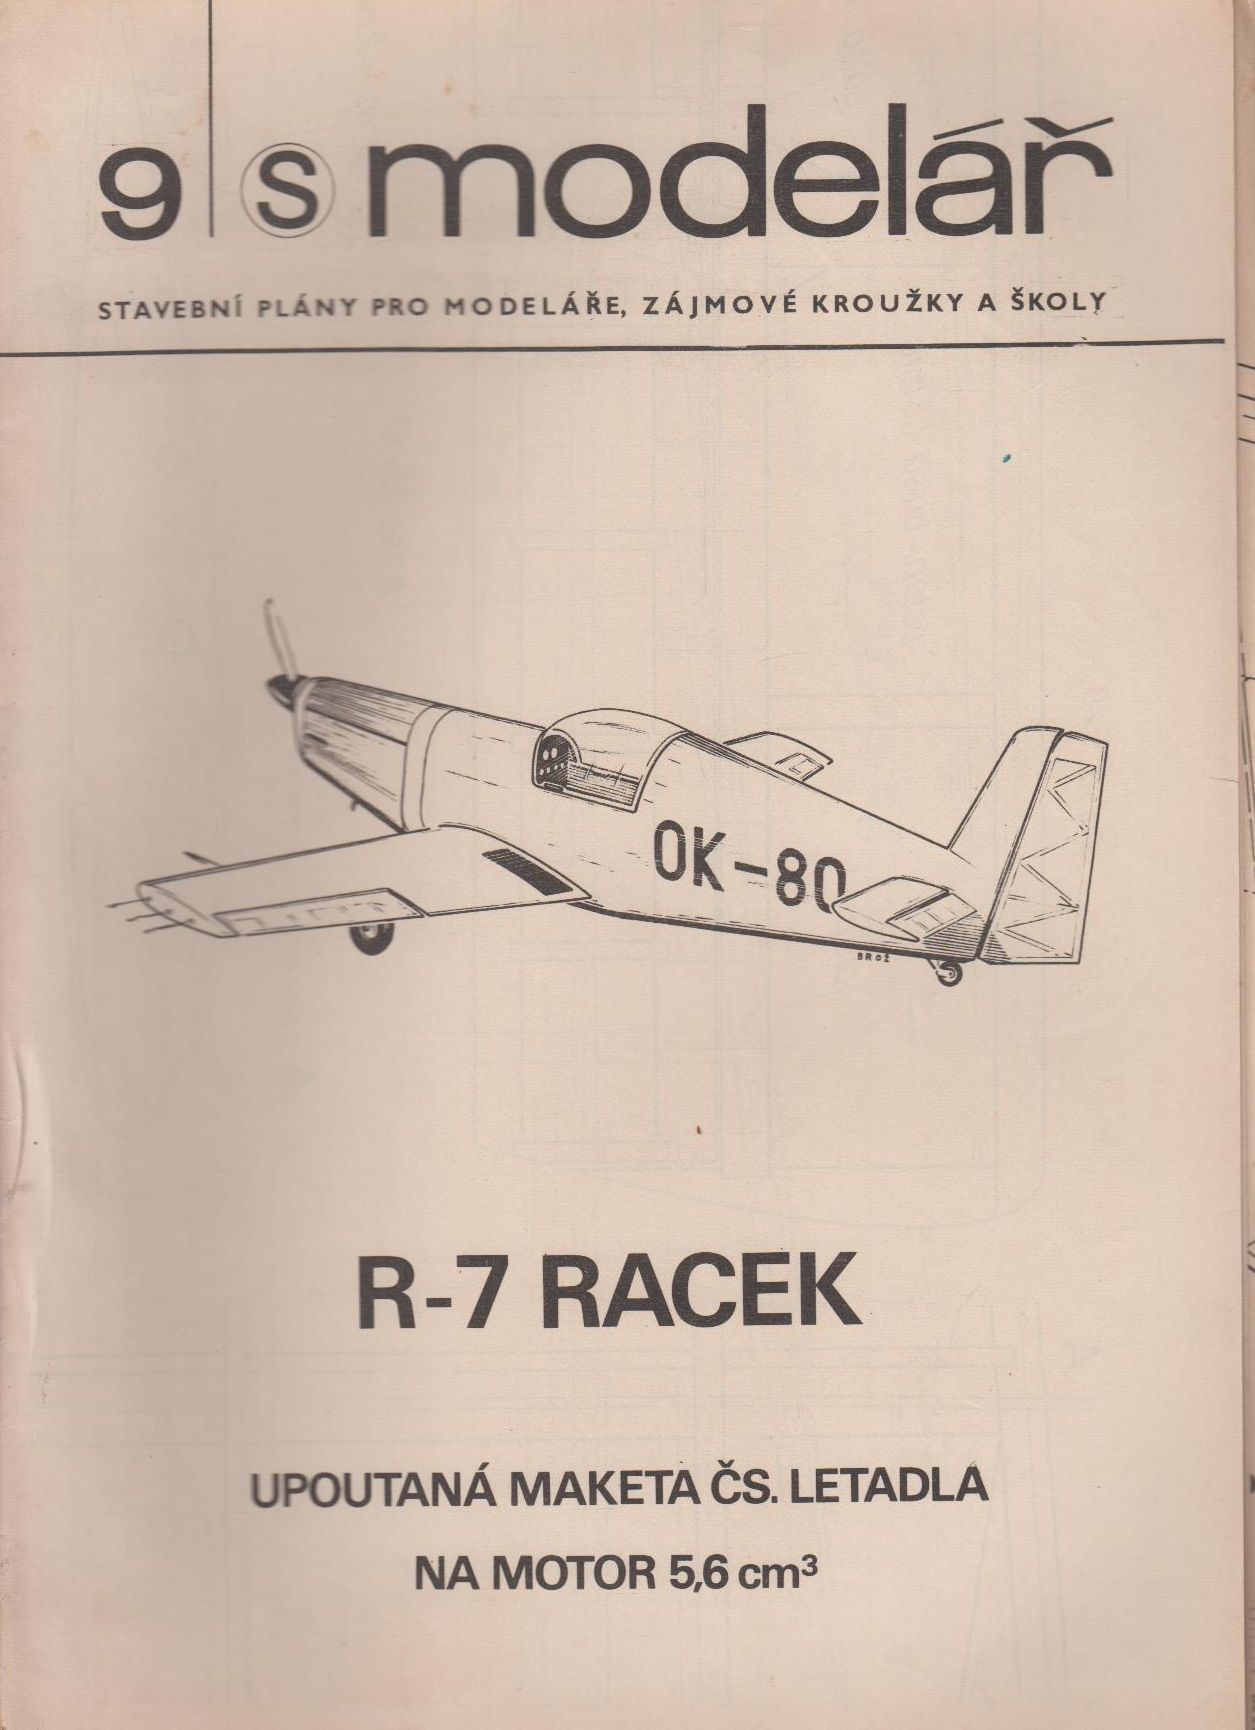 9 s modelář
STAVEBNÍ PLÁNY PRO MODELÁŘE, ZÁJMOVÉ KROUŽKY A ŠKOLY
OK-80
BROŽ
R-7 RACEK
UPOUTANÁ MAKETA ČS. LETADLA
NA MOTOR 5,6 cm³